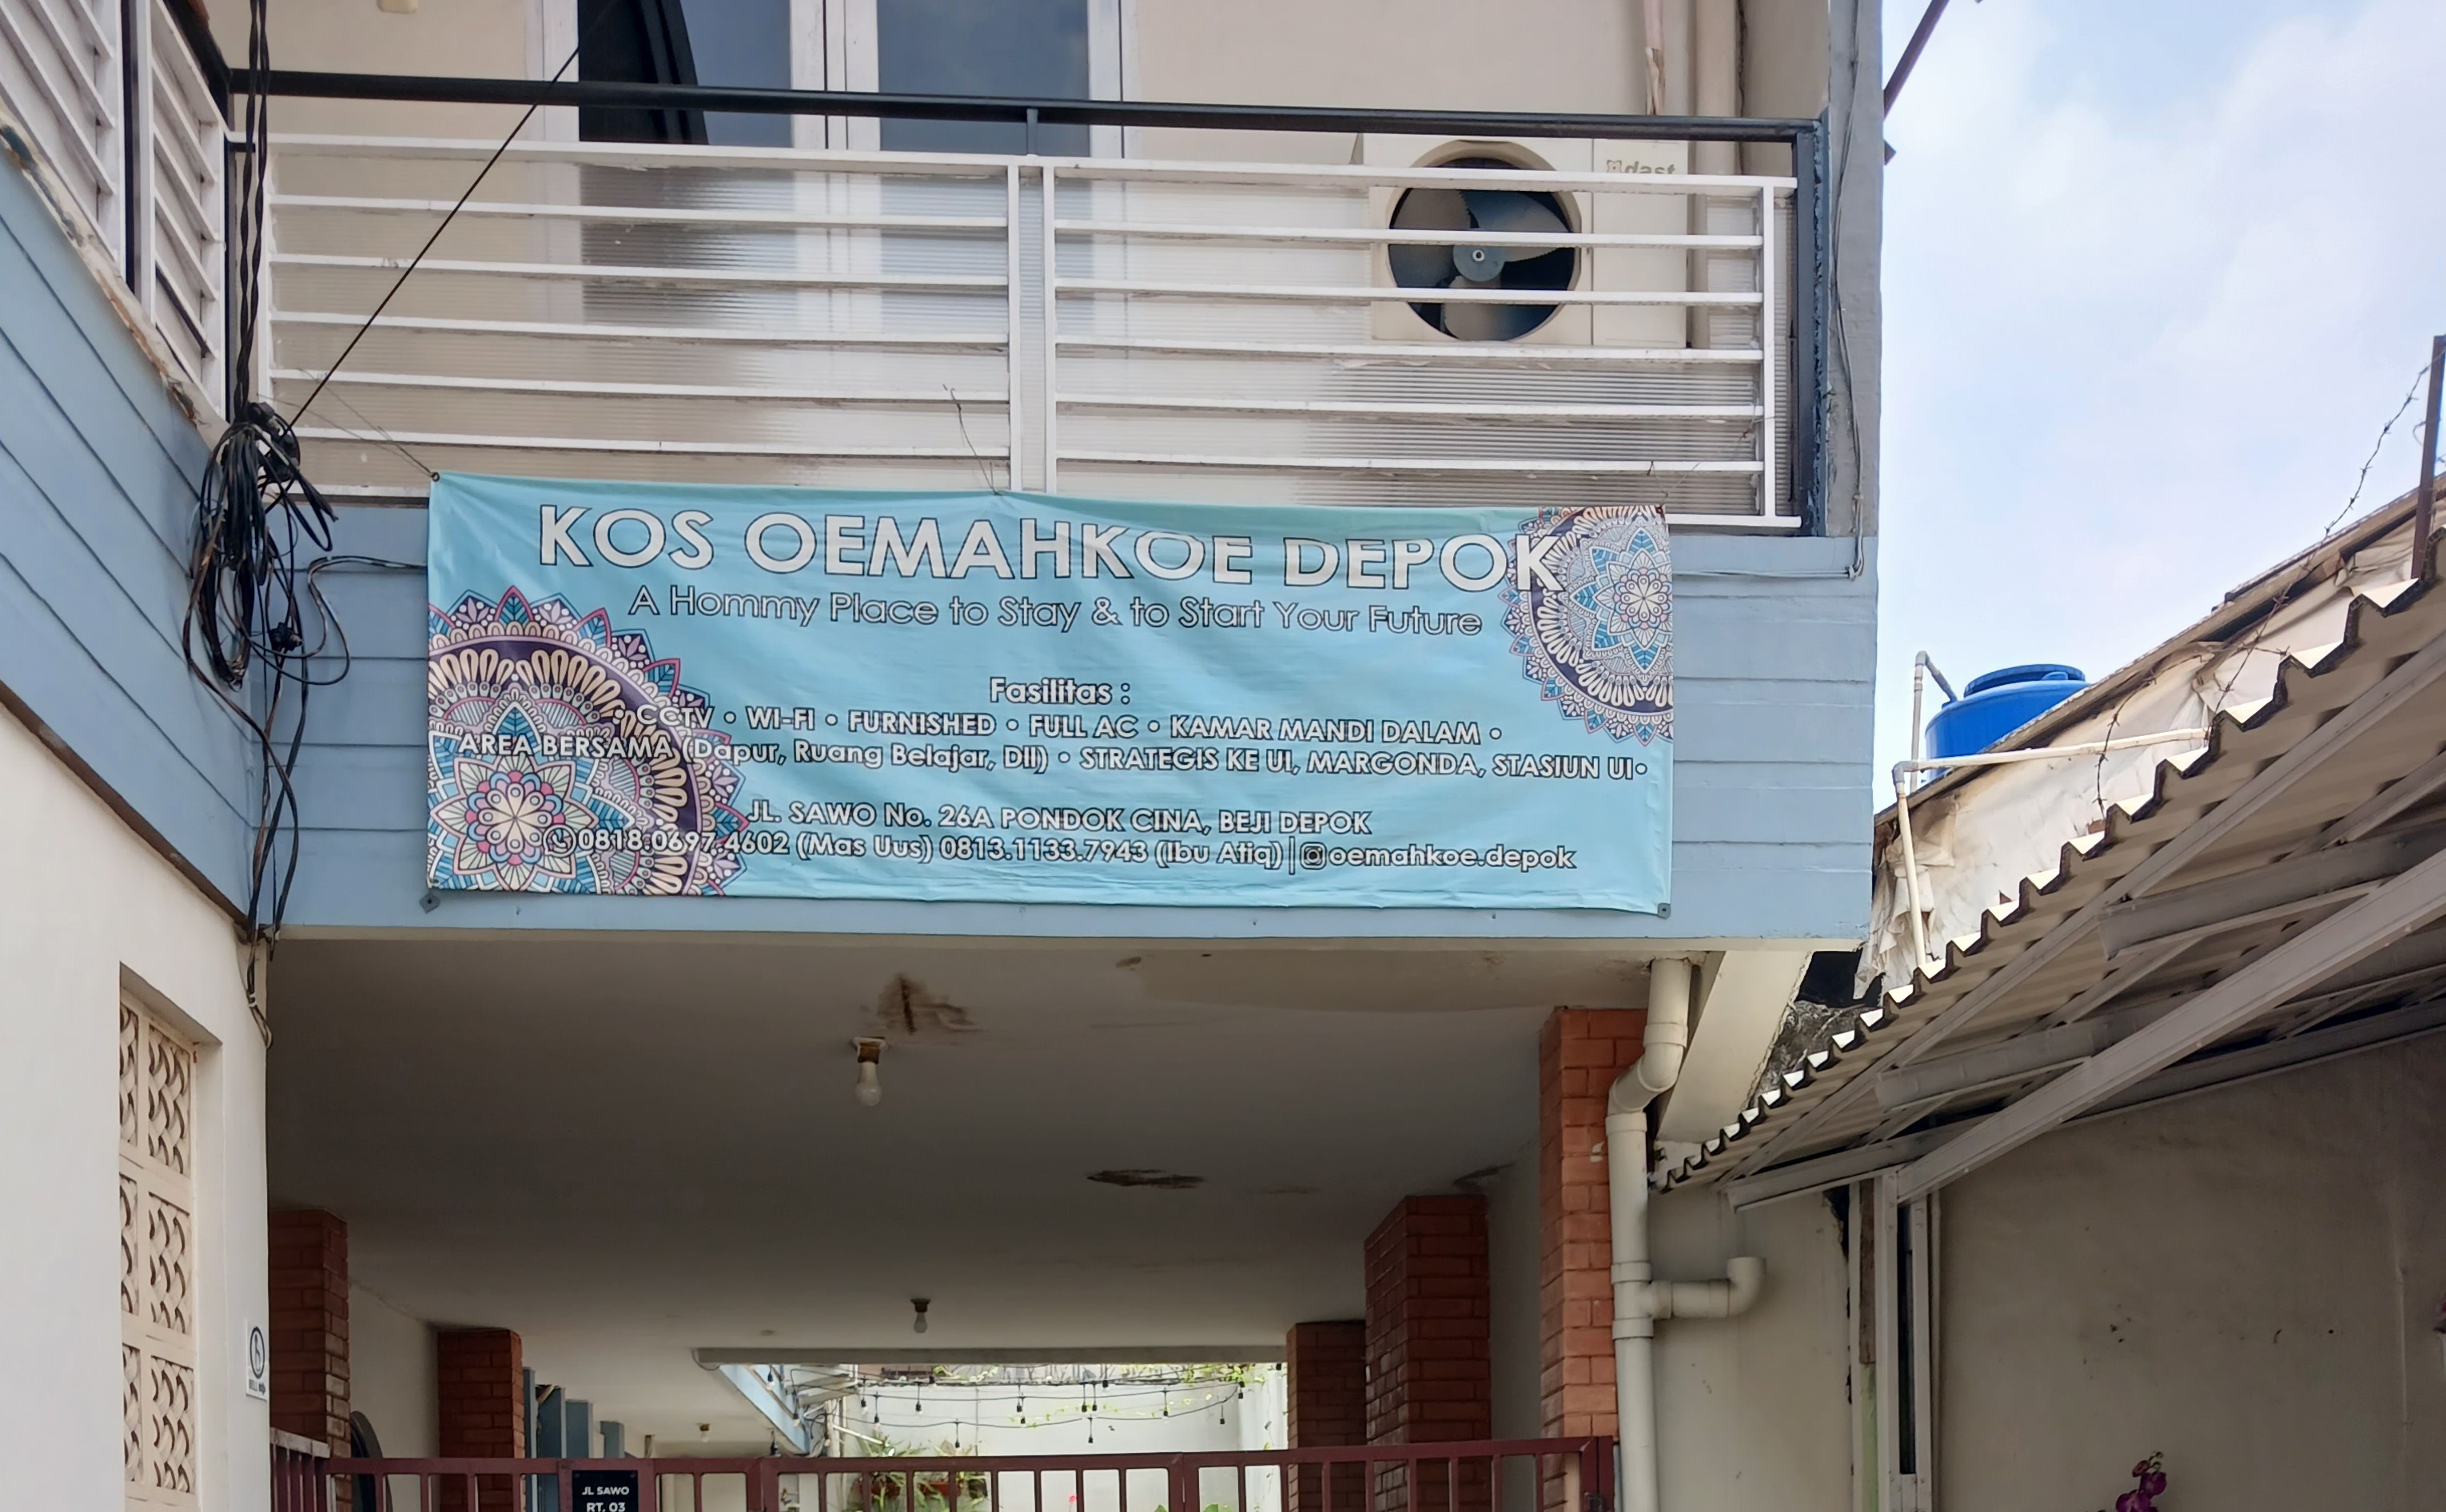 KOS OEMAHKOE DEPOK
A Hommy Place to Stay & to Start Your Future
Fasilitas :
• CCTV • WI-FI • FURNISHED • FULL AC • KAMAR MANDI DALAM •
AREA BERSAMA (Dapur, Ruang Belajar, Dll) • STRATEGIS KE UI, MARGONDA, STASIUN UI•
JL. SAWO No. 26A PONDOK CINA, BEJI DEPOK
0818.0697.4602 (Mas Uus) 0813.1133.7943 (Ibu Atiq) | oemahkoe.depok
JL SAWO
RT. 03